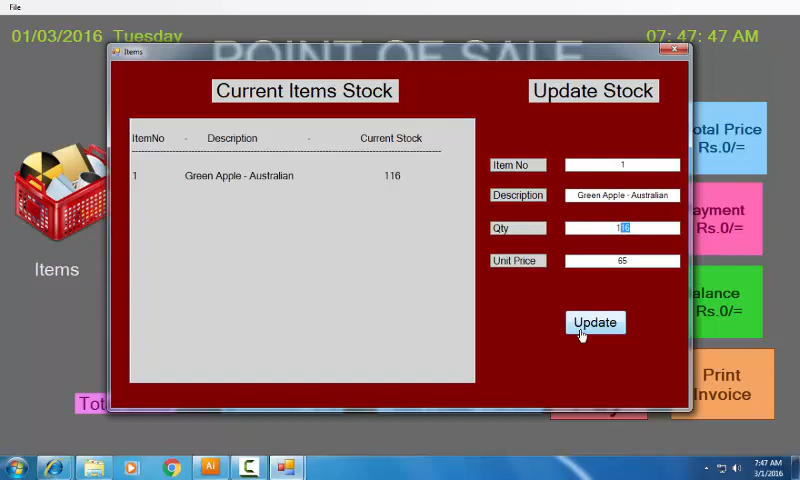 File
01/03/2016 Tuesday
POINT OF SALE
07: 47: 47 AM
Items
Current Items Stock
Update Stock
ItemNo - Description - Current Stock
1 Green Apple - Australian 116
Item No 1
Description Green Apple - Australian
Qty 116
Unit Price 65
Update
Items
otal Price
Rs.0/=
ayment
Rs.0/=
alance
Rs.0/=
Print
Invoice
Tot
7:47 AM
3/1/2016